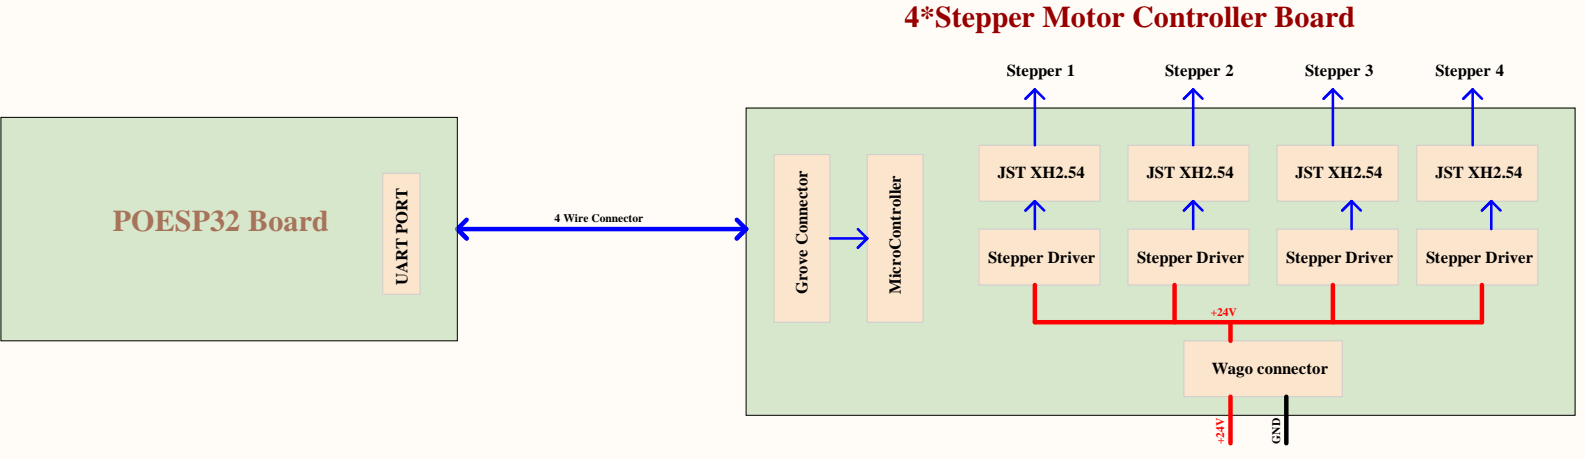 4*Stepper Motor Controller Board
Stepper 1
Stepper 2
Stepper 3
Stepper 4
POESP32 Board
UART PORT
4 Wire Connector
Grove Connector
MicroController
JST XH2.54
JST XH2.54
JST XH2.54
JST XH2.54
Stepper Driver
Stepper Driver
Stepper Driver
Stepper Driver
+24V
Wago connector
+24V
GND